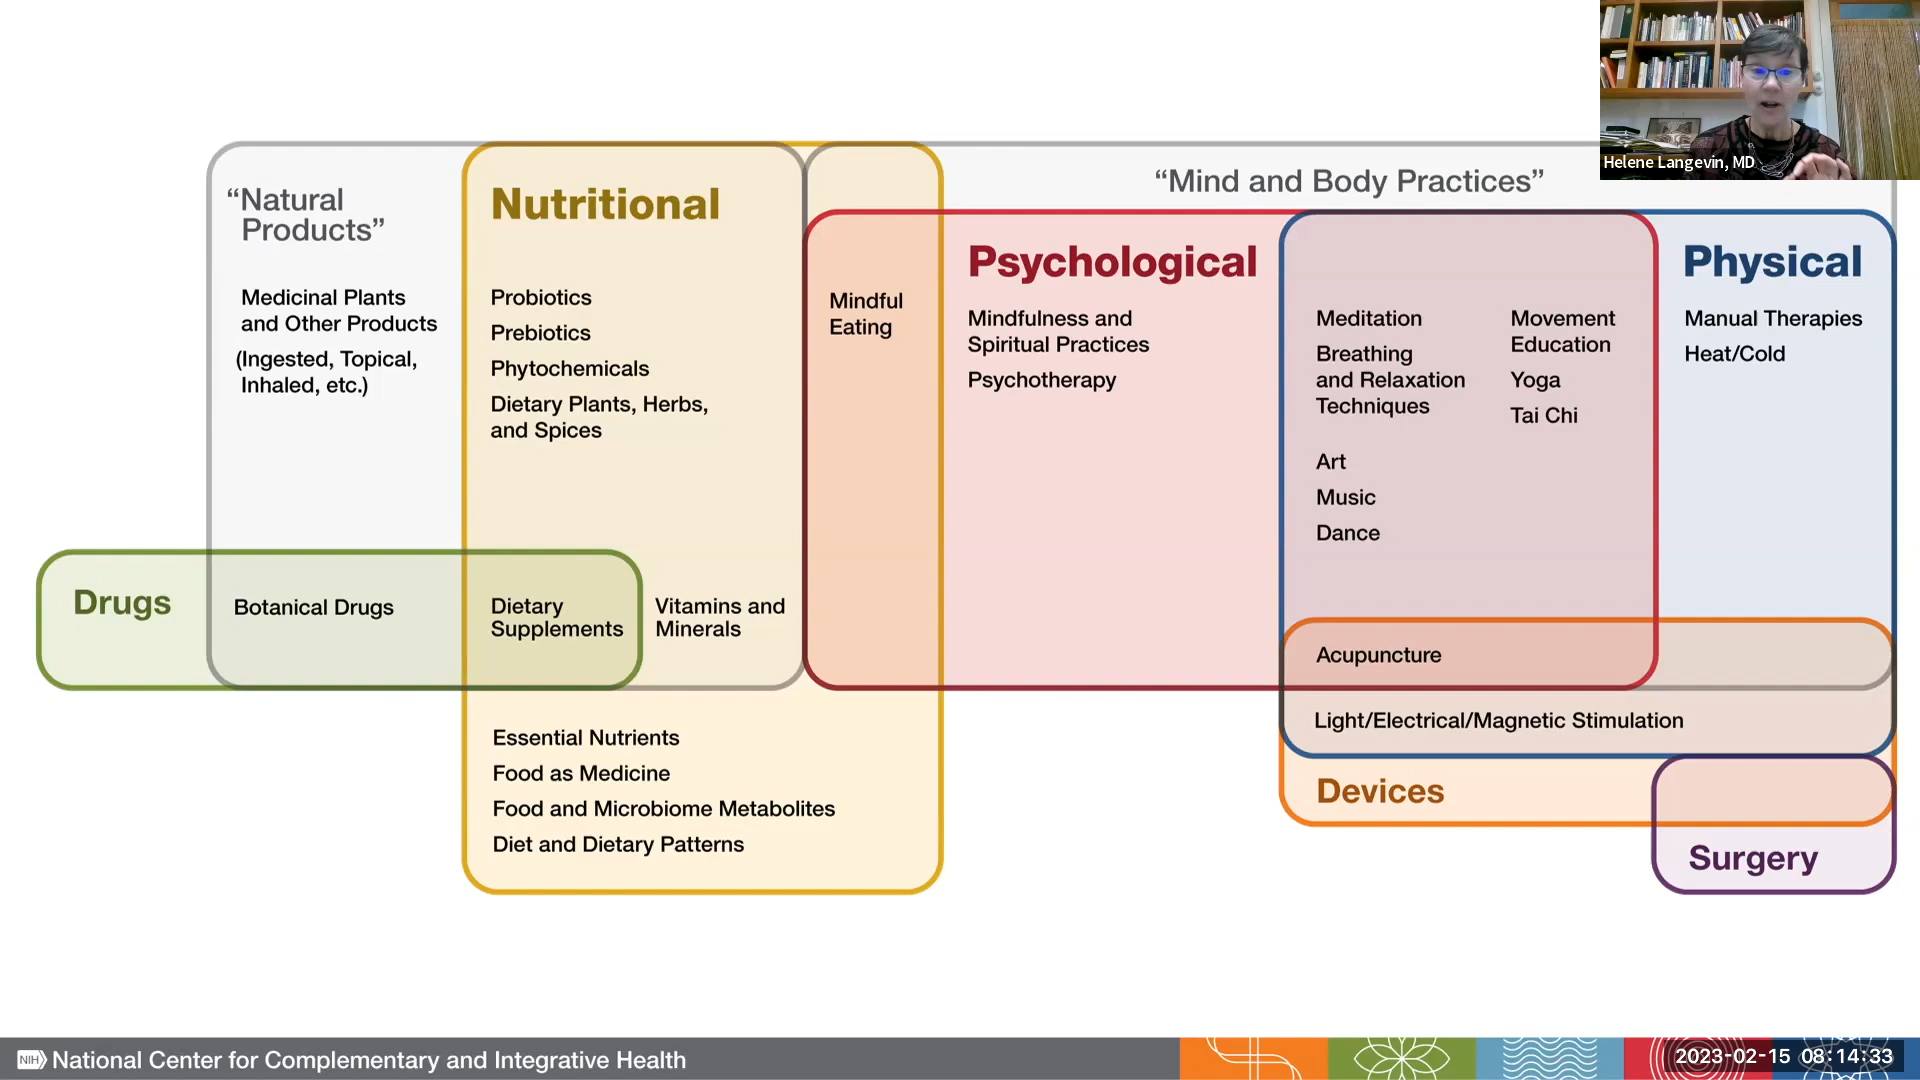 Helene Langevin, MD
“Mind and Body Practices”
“Natural
Products”
Nutritional
Psychological
Physical
Medicinal Plants
and Other Products
(Ingested, Topical,
Inhaled, etc.)
Probiotics
Prebiotics
Phytochemicals
Dietary Plants, Herbs,
and Spices
Mindful
Eating
Mindfulness and
Spiritual Practices
Psychotherapy
Meditation
Breathing
and Relaxation
Techniques
Art
Music
Dance
Movement
Education
Yoga
Tai Chi
Manual Therapies
Heat/Cold
Drugs
Botanical Drugs
Dietary
Supplements
Vitamins and
Minerals
Acupuncture
Light/Electrical/Magnetic Stimulation
Essential Nutrients
Food as Medicine
Food and Microbiome Metabolites
Diet and Dietary Patterns
Devices
Surgery
NIH National Center for Complementary and Integrative Health
2023-02-15 08:14:33